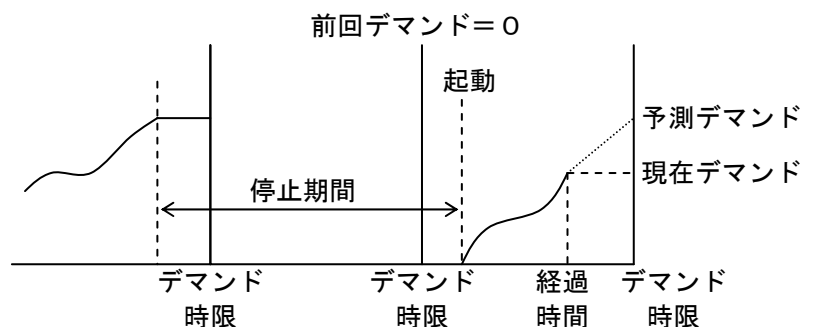 前回デマンド＝０
起動
予測デマンド
現在デマンド
停止期間
デマンド
時限
デマンド
時限
経過
時間
デマンド
時限